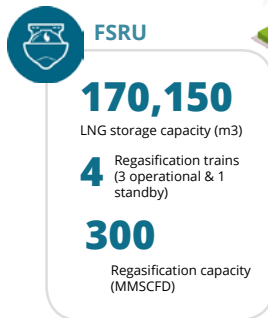 FSRU
170,150
LNG storage capacity (m3)
4 Regasification trains
(3 operational & 1
standby)
300
Regasification capacity
(MMSCFD)